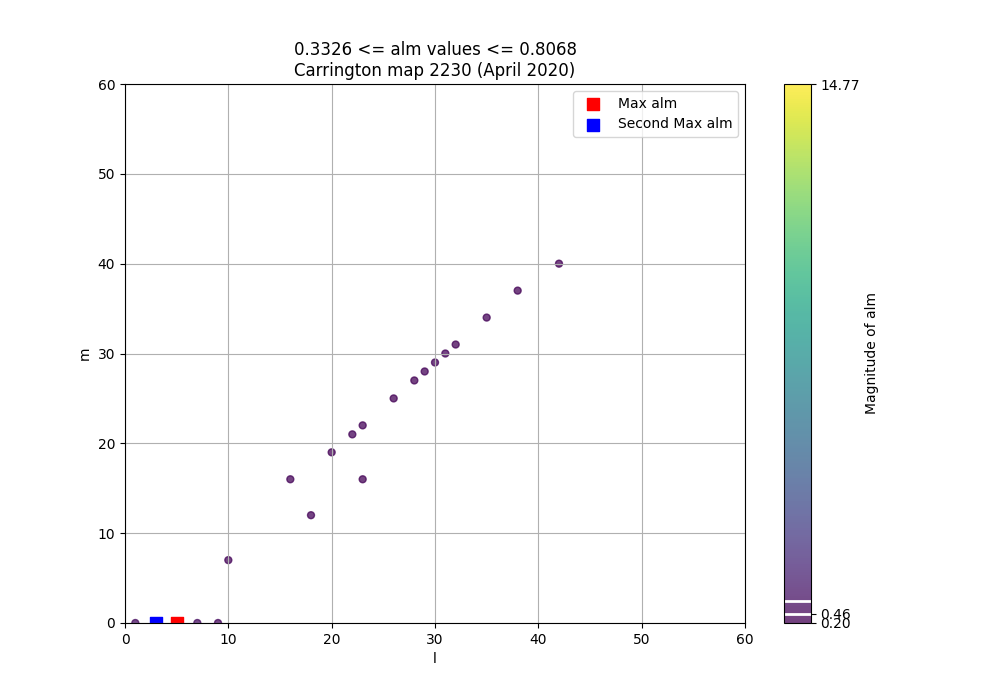 0.3326 <= alm values <= 0.8068
Carrington map 2230 (April 2020)
Max alm
Second Max alm
60
50
40
30
20
10
0
m
0
10
20
30
40
50
60
l
14.77
0.46
0.20
Magnitude of alm